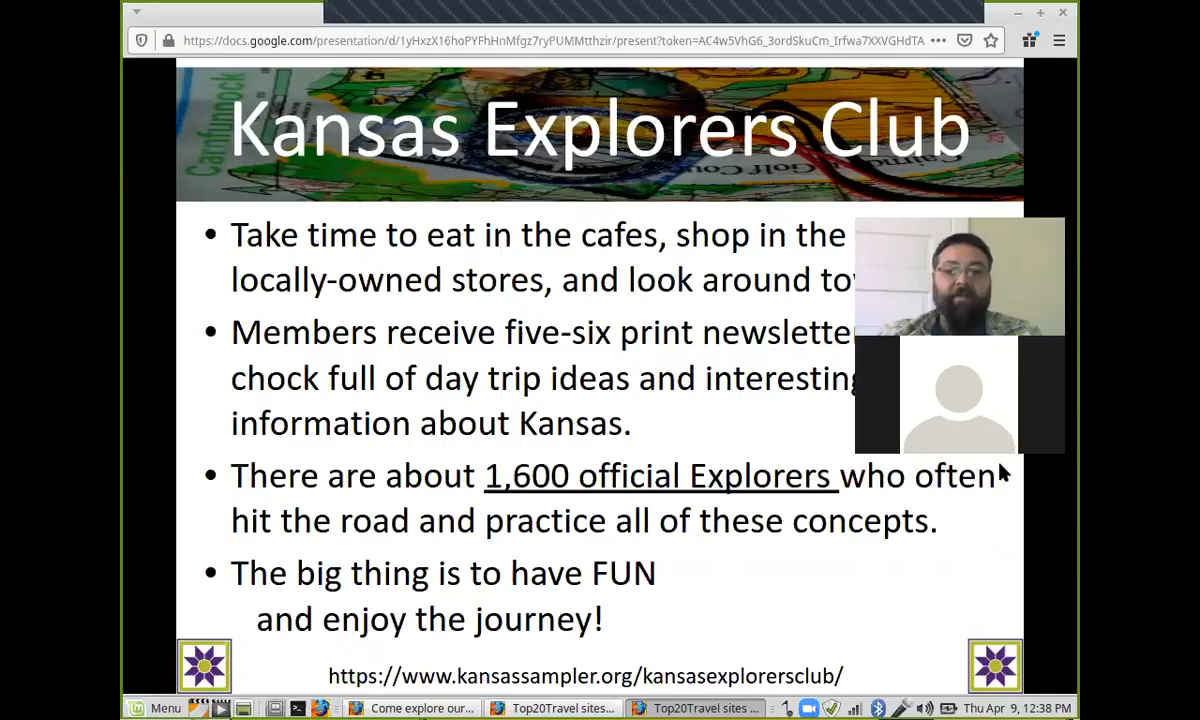 https://docs.google.com/presentation/d/1yHxzX16hoPYFhHnMfgz7ryPUMMtthzir/present?token=AC4w5VhG6_3ordSkuCm_Irfwa7XXVGHdTA
Carnfunnock
Golf Cou
Kansas Explorers Club
• Take time to eat in the cafes, shop in the
locally-owned stores, and look around to
• Members receive five-six print newslette
chock full of day trip ideas and interesting
information about Kansas.
• There are about 1,600 official Explorers who often
hit the road and practice all of these concepts.
• The big thing is to have FUN
and enjoy the journey!
https://www.kansassampler.org/kansasexplorersclub/
Menu
Come explore our...
Top20Travel sites...
Top20Travel sites ...
Thu Apr 9, 12:38 PM